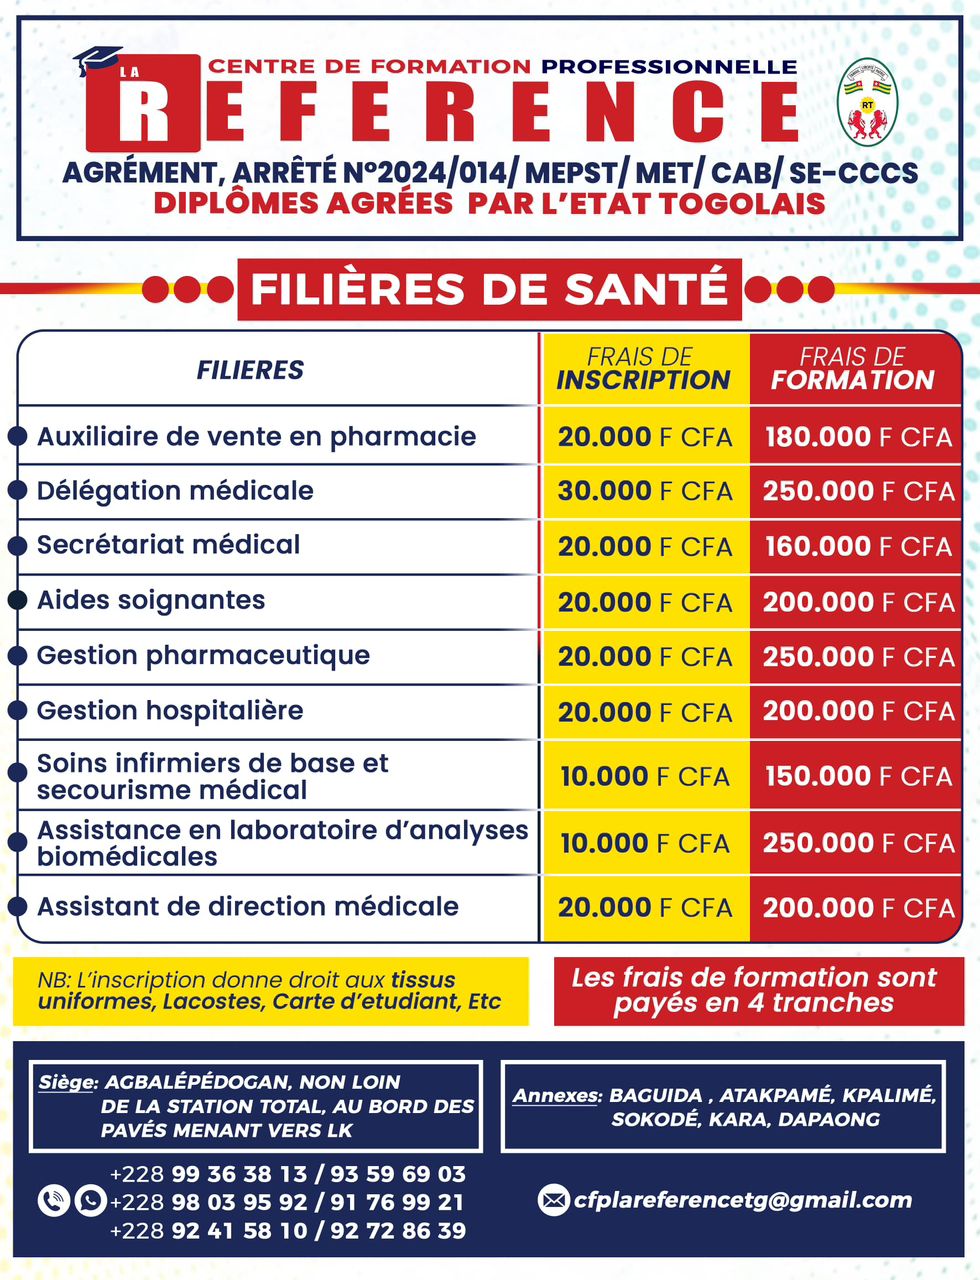 CENTRE DE FORMATION PROFESSIONNELLE
LA REFERENCE
RT
AGRÉMENT, ARRÊTÉ N°2024/014/ MEPST/ MET/ CAB/ SE-CCCS
DIPLÔMES AGRÉES PAR L'ETAT TOGOLAIS
FILIÈRES DE SANTÉ
FILIERES
FRAIS DE
INSCRIPTION
FRAIS DE
FORMATION
Auxiliaire de vente en pharmacie 20.000 F CFA 180.000 F CFA
Délégation médicale 30.000 F CFA 250.000 F CFA
Secrétariat médical 20.000 F CFA 160.000 F CFA
Aides soignantes 20.000 F CFA 200.000 F CFA
Gestion pharmaceutique 20.000 F CFA 250.000 F CFA
Gestion hospitalière 20.000 F CFA 200.000 F CFA
Soins infirmiers de base et
secourisme médical 10.000 F CFA 150.000 F CFA
Assistance en laboratoire d'analyses
biomédicales 10.000 F CFA 250.000 F CFA
Assistant de direction médicale 20.000 F CFA 200.000 F CFA
NB: L'inscription donne droit aux tissus
uniformes, Lacostes, Carte d'etudiant, Etc
Les frais de formation sont
payés en 4 tranches
Siège: AGBALÉPÉDOGAN, NON LOIN
DE LA STATION TOTAL, AU BORD DES
PAVÉS MENANT VERS LK
Annexes: BAGUIDA , ATAKPAMÉ, KPALIMÉ,
SOKODÉ, KARA, DAPAONG
+228 99 36 38 13 / 93 59 69 03
+228 98 03 95 92 / 91 76 99 21
+228 92 41 58 10 / 92 72 86 39
cfplareferencetg@gmail.com